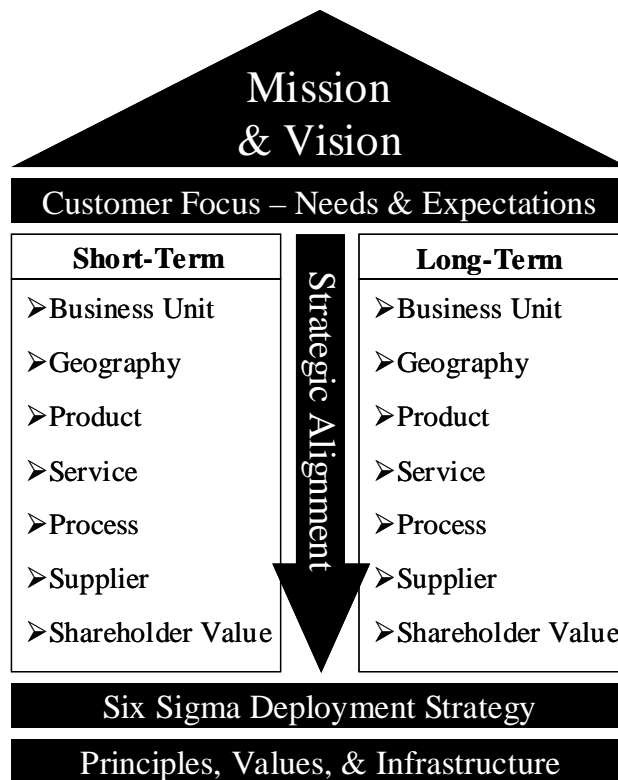 Mission
& Vision
Customer Focus – Needs & Expectations
Short-Term
➢Business Unit
➢Geography
➢Product
➢Service
➢Process
➢Supplier
➢Shareholder Value
Strategic Alignment
Long-Term
➢Business Unit
➢Geography
➢Product
➢Service
➢Process
➢Supplier
➢Shareholder Value
Six Sigma Deployment Strategy
Principles, Values, & Infrastructure